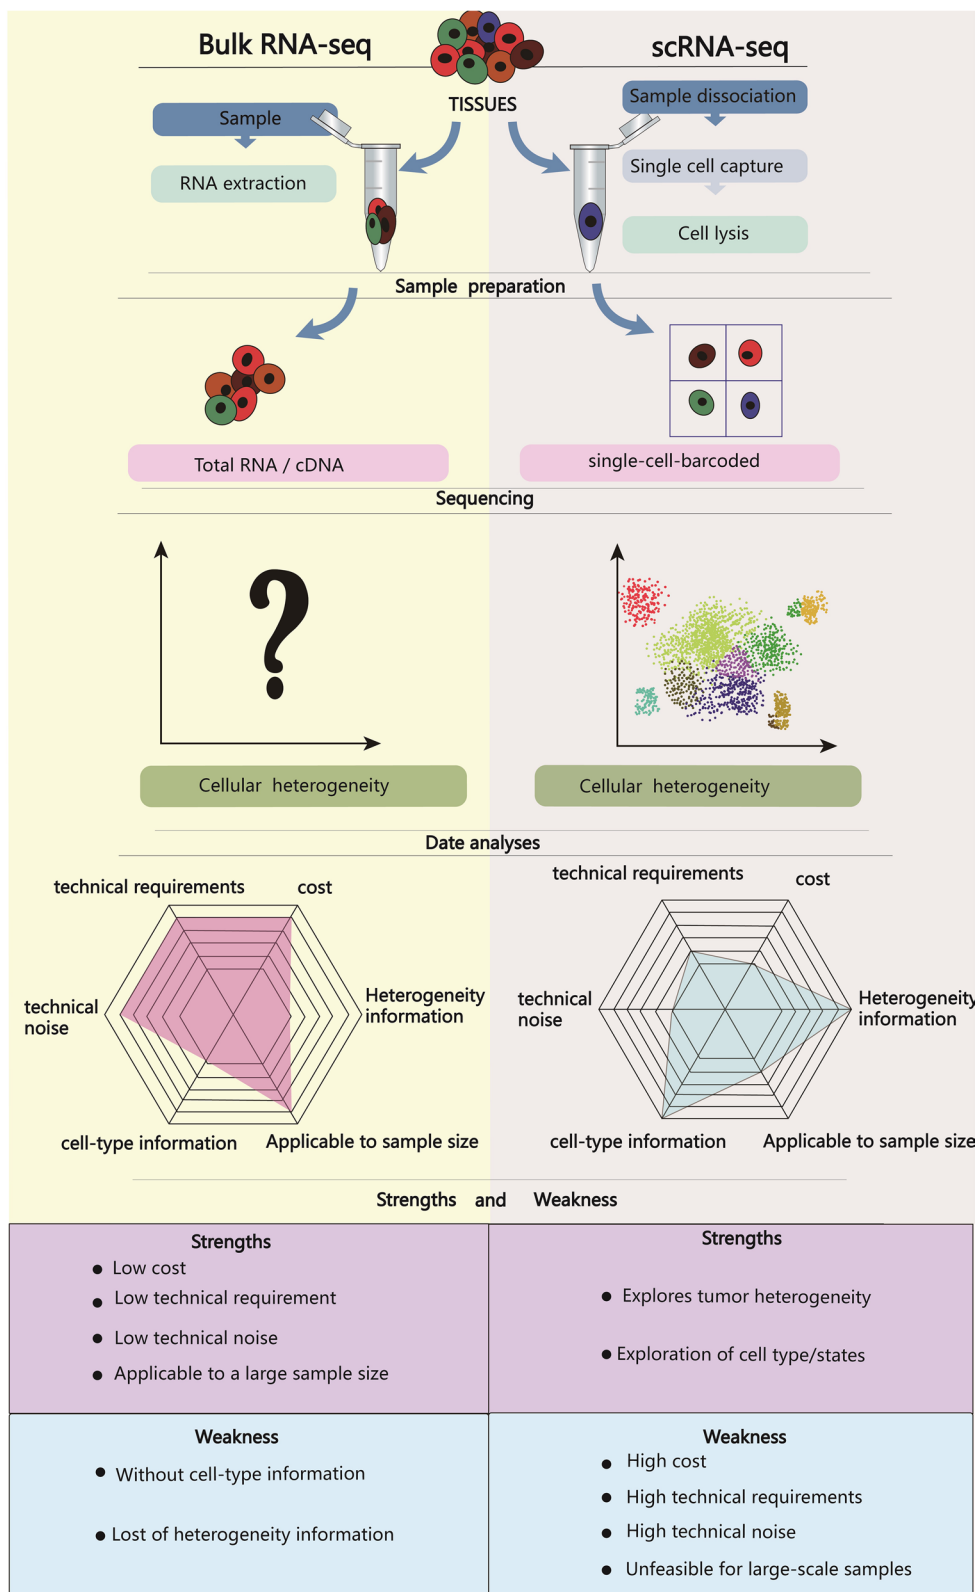 Bulk RNA-seq
scRNA-seq
TISSUES
Sample
RNA extraction
Sample dissociation
Single cell capture
Cell lysis
Sample preparation
Total RNA / cDNA
single-cell-barcoded
Sequencing
?
Cellular heterogeneity
Cellular heterogeneity
Date analyses
technical requirements
cost
technical
noise
Heterogeneity
information
cell-type information
Applicable to sample size
technical requirements
cost
technical
noise
Heterogeneity
information
cell-type information
Applicable to sample size
Strengths and Weakness
Strengths
● Low cost
● Low technical requirement
● Low technical noise
● Applicable to a large sample size
Strengths
● Explores tumor heterogeneity
● Exploration of cell type/states
Weakness
● Without cell-type information
● Lost of heterogeneity information
Weakness
● High cost
● High technical requirements
● High technical noise
● Unfeasible for large-scale samples